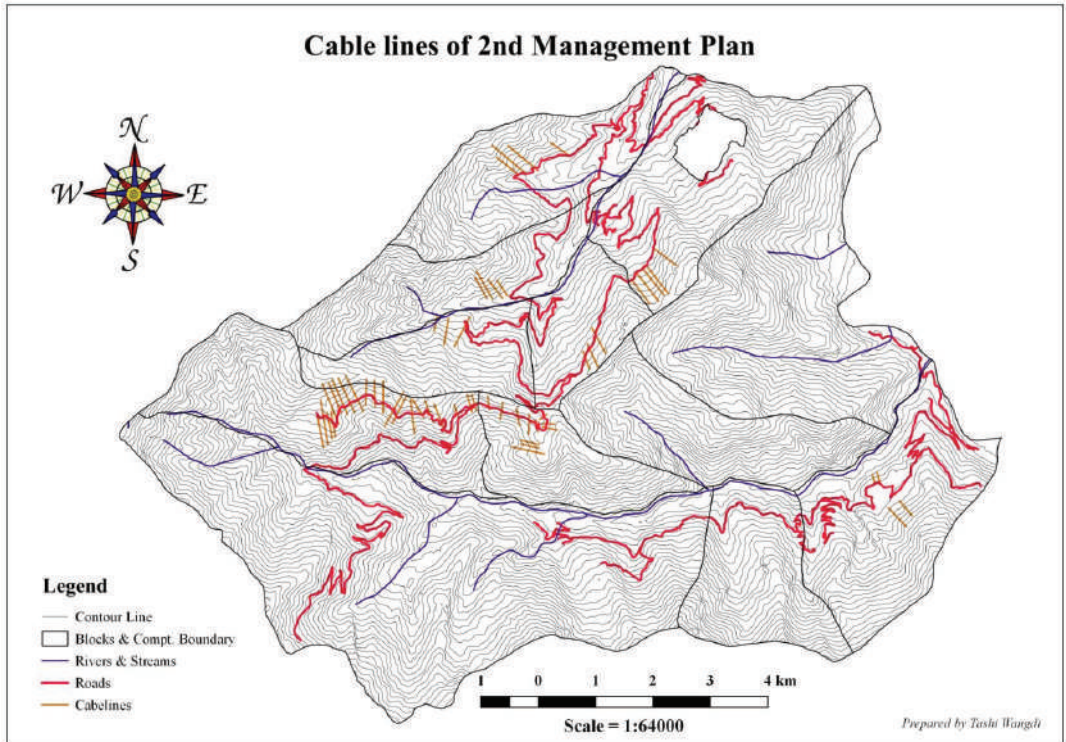 Cable lines of 2nd Management Plan
N
W E
S
Legend
Contour Line
Blocks & Compt. Boundary
Rivers & Streams
Roads
Cabelines
1 0 1 2 3 4 km
Scale = 1:64000
Prepared by Tashi Wangdi